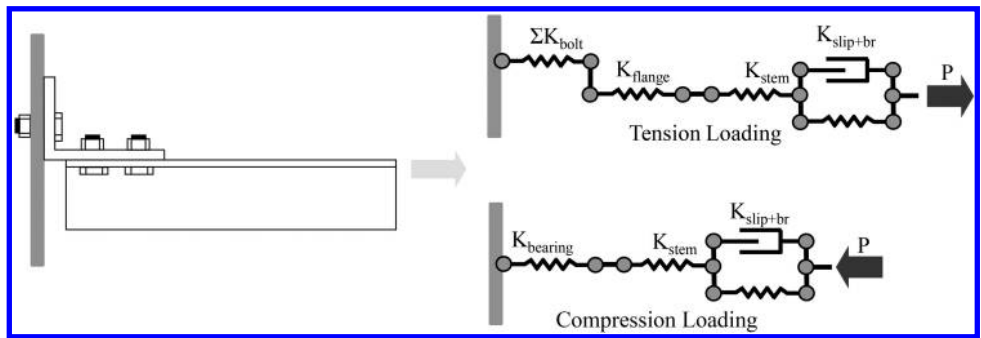 ΣK_bolt
K_flange
K_stem
K_slip+br
P
Tension Loading
K_bearing
K_stem
K_slip+br
P
Compression Loading